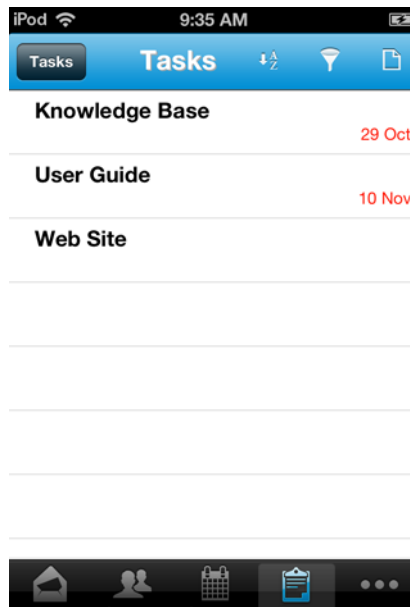 iPod 9:35 AM
Tasks Tasks
Knowledge Base
29 Oct
User Guide
10 Nov
Web Site